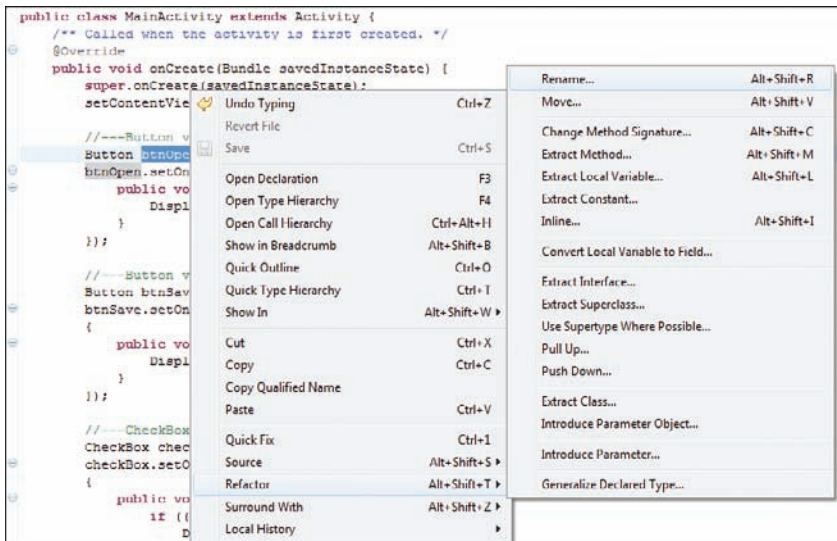 public class MainActivity extends Activity {
/** Called when the activity is first created. */
@Override
public void onCreate(Bundle savedInstanceState) {
super.onCreate(savedInstanceState);
setContentVie
//---Button v
Button btnOpe
btnOpen.setOn
public vo
Displ
}
});
//---Button v
Button btnSav
btnSave.setOn
{
public vo
Displ
}
});
//---CheckBox
CheckBox chec
checkBox.setO
{
public vo
if ((
D
Undo Typing Ctrl+Z
Revert File
Save Ctrl+S
Open Declaration F3
Open Type Hierarchy F4
Open Call Hierarchy Ctrl+Alt+H
Show in Breadcrumb Alt+Shift+B
Quick Outline Ctrl+O
Quick Type Hierarchy Ctrl+T
Show In Alt+Shift+W
Cut Ctrl+X
Copy Ctrl+C
Copy Qualified Name
Paste Ctrl+V
Quick Fix Ctrl+1
Source Alt+Shift+S
Refactor Alt+Shift+T
Surround With Alt+Shift+Z
Local History
Rename... Alt+Shift+R
Move... Alt+Shift+V
Change Method Signature... Alt+Shift+C
Extract Method... Alt+Shift+M
Extract Local Variable... Alt+Shift+L
Extract Constant...
Inline... Alt+Shift+I
Convert Local Variable to Field...
Extract Interface...
Extract Superclass...
Use Supertype Where Possible...
Pull Up...
Push Down...
Extract Class...
Introduce Parameter Object...
Introduce Parameter...
Generalize Declared Type...